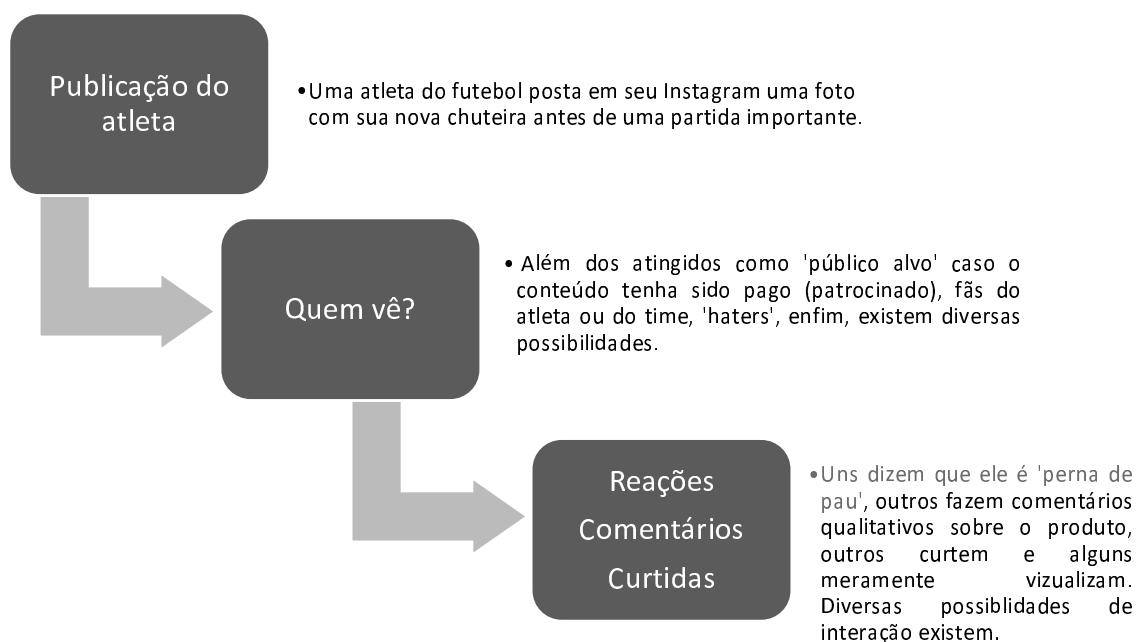 Publicação do
atleta
•Uma atleta do futebol posta em seu Instagram uma foto
com sua nova chuteira antes de uma partida importante.
Quem vê?
• Além dos atingidos como 'público alvo' caso o
conteúdo tenha sido pago (patrocinado), fãs do
atleta ou do time, 'haters', enfim, existem diversas
possibilidades.
Reações
Comentários
Curtidas
•Uns dizem que ele é 'perna de
pau', outros fazem comentários
qualitativos sobre o produto,
outros curtem e alguns
meramente vizualizam.
Diversas possiblidades de
interação existem.